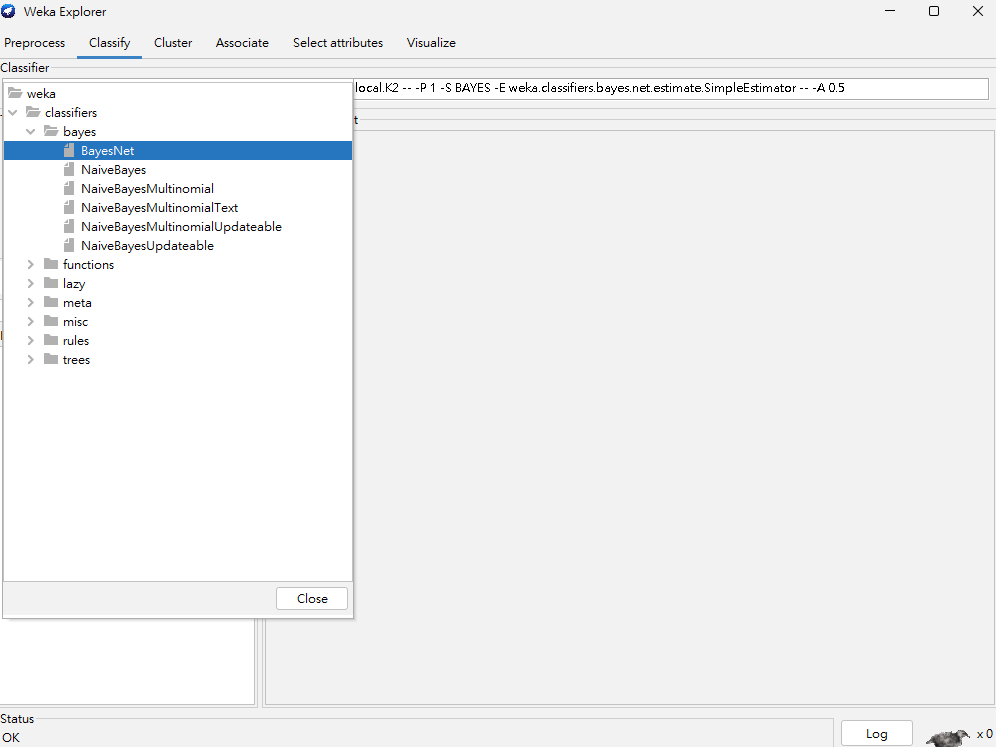 Weka Explorer
Preprocess Classify Cluster Associate Select attributes Visualize
Classifier
local.K2 -- -P 1 -S BAYES -E weka.classifiers.bayes.net.estimate.SimpleEstimator -- -A 0.5
weka
classifiers
bayes
BayesNet
NaiveBayes
NaiveBayesMultinomial
NaiveBayesMultinomialText
NaiveBayesMultinomialUpdateable
NaiveBayesUpdateable
functions
lazy
meta
misc
rules
trees
Close
Status
OK
Log
x 0